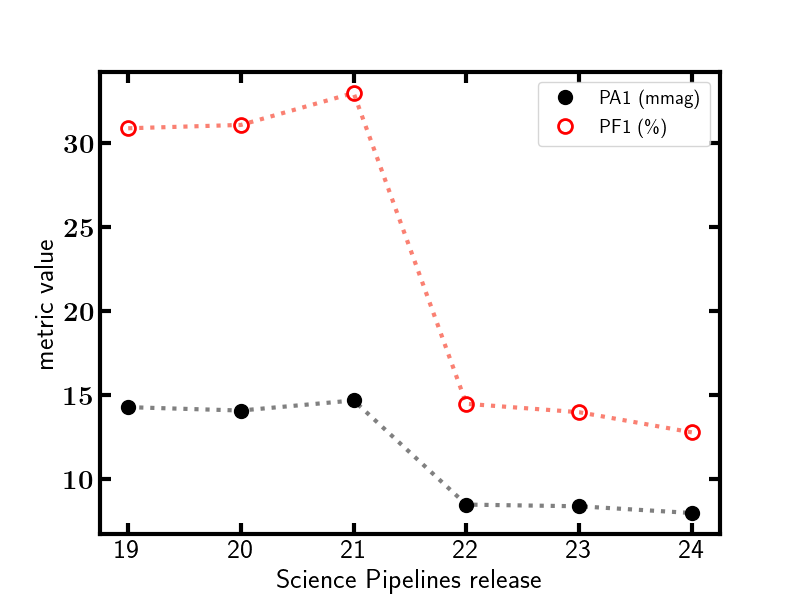 PA1 (mmag)
PF1 (%)
30
25
20
15
10
metric value
19 20 21 22 23 24
Science Pipelines release